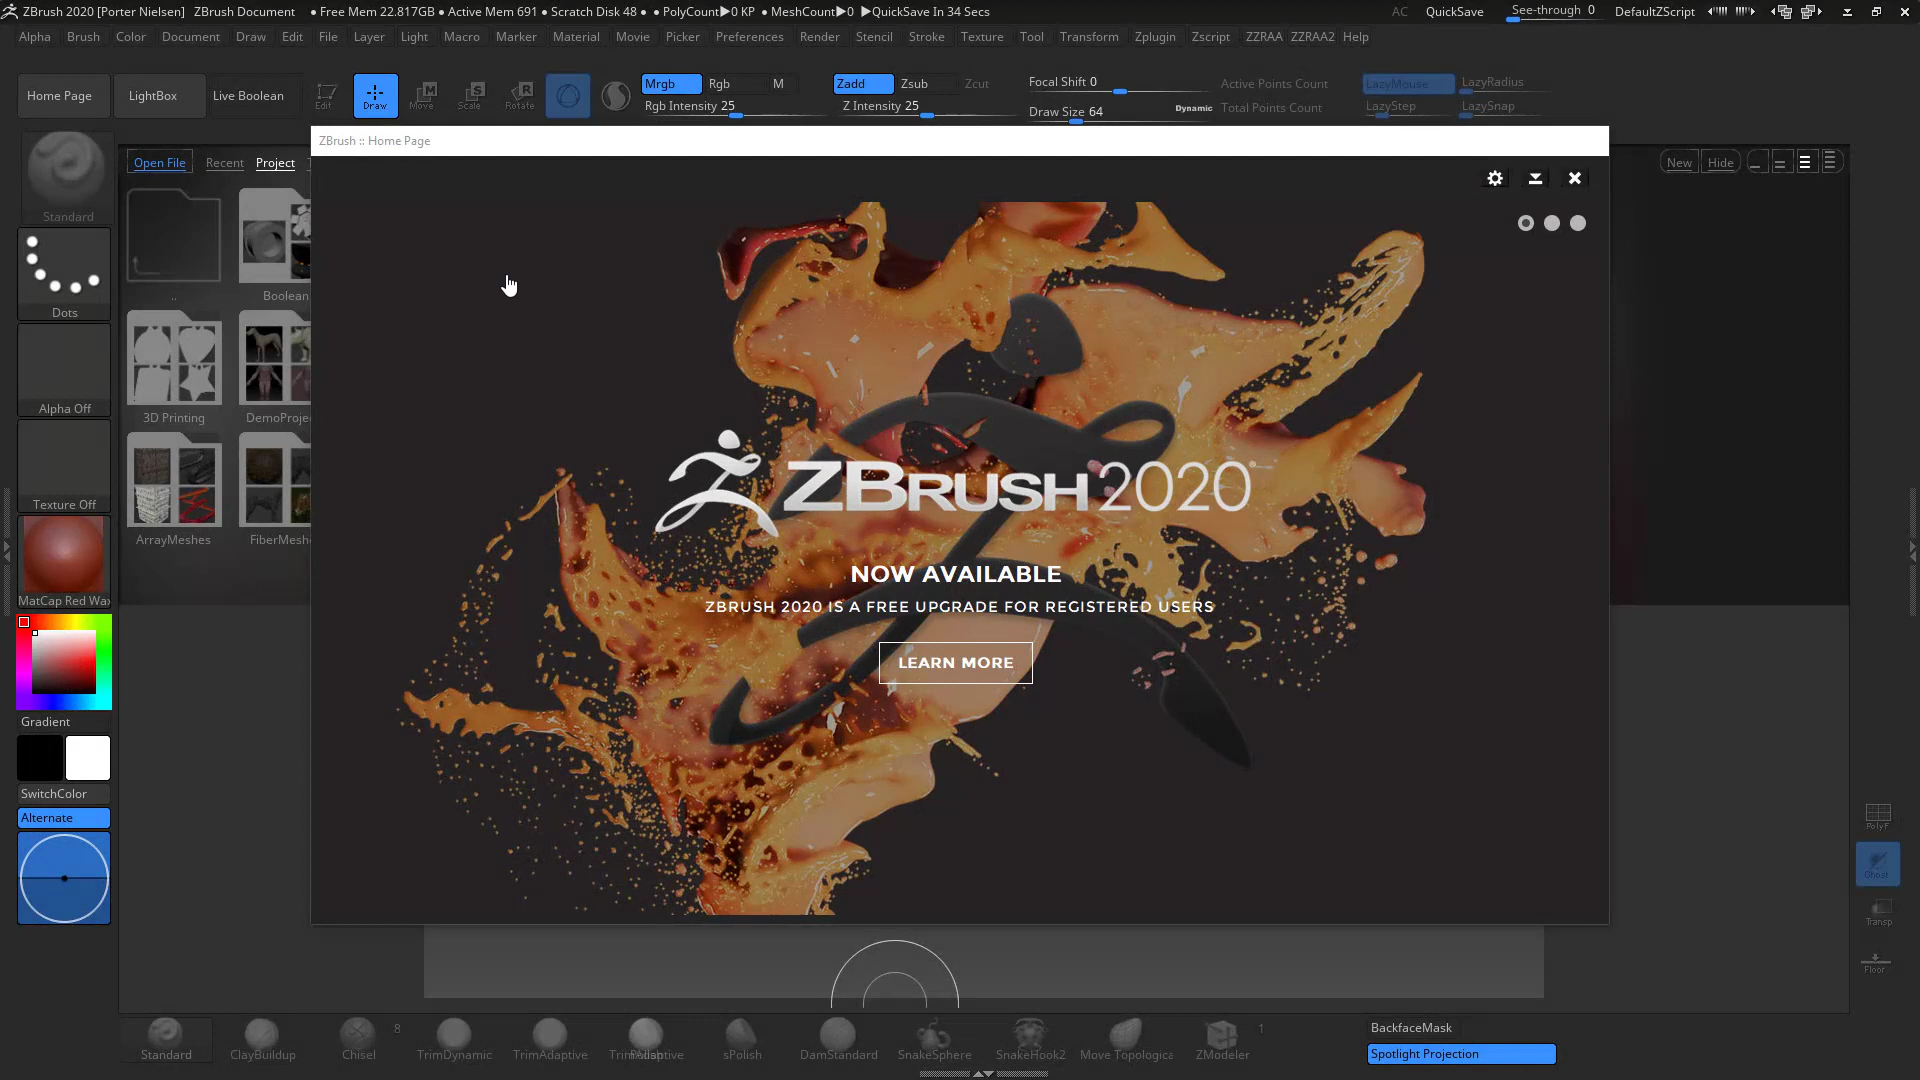 ZBrush 2020 [Porter Nielsen] ZBrush Document ● Free Mem 22.817GB ● Active Mem 691 ● Scratch Disk 48 ● ● PolyCount▶0 KP ● MeshCount▶0 ▶QuickSave In 34 Secs AC QuickSave See-through 0 DefaultZScript
Alpha Brush Color Document Draw Edit File Layer Light Macro Marker Material Movie Picker Preferences Render Stencil Stroke Texture Tool Transform Zplugin Zscript ZZRAA ZZRAA2 Help
Home Page LightBox Live Boolean Edit Draw Move Scale Rotate
Mrgb Rgb M Zadd Zsub Zcut Focal Shift 0 Active Points Count LazyMouse LazyRadius
Rgb Intensity 25 Z Intensity 25 Draw Size 64 Dynamic Total Points Count LazyStep LazySnap
ZBrush :: Home Page
Open File Recent Project New Hide
Standard
Dots
Alpha Off
Texture Off
MatCap Red Wax
Gradient
SwitchColor
Alternate
..
Boolean
3D Printing DemoProje
ArrayMeshes FiberMesh
ZBRUSH 2020
NOW AVAILABLE
ZBRUSH 2020 IS A FREE UPGRADE FOR REGISTERED USERS
LEARN MORE
PolyF
Ghost
Transp
Floor
8 1
Standard ClayBuildup Chisel TrimDynamic TrimAdaptive sPolish DamStandard SnakeSphere SnakeHook2 Move Topologica ZModeler
BackfaceMask
Spotlight Projection